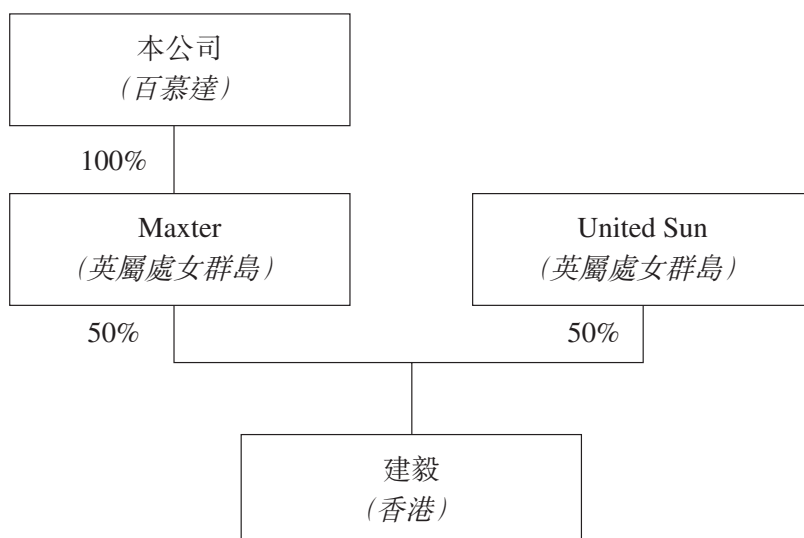 本公司
(百慕達)
100%
Maxter
(英屬處女群島)
United Sun
(英屬處女群島)
50%
50%
建毅
(香港)